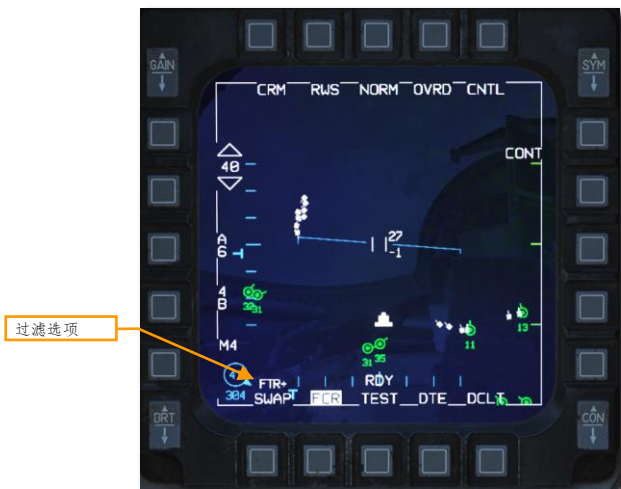 GAIN
SYM
CRM RWS NORM OVRD CNTL
CONT
40
27
-1
A
6
4
B
32 31
13
11
过滤选项
M4
31 35
FTR+
RDY
304
SWAP FCR TEST DTE DCLT
BRT
CON